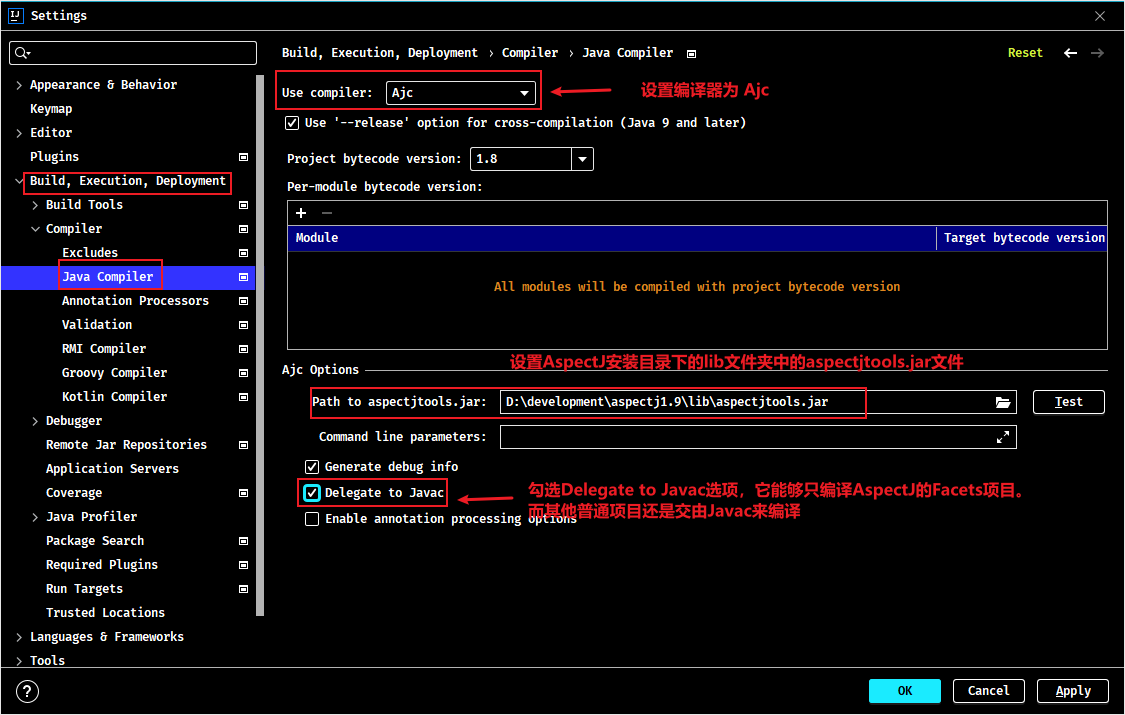 Settings
Build, Execution, Deployment › Compiler › Java Compiler
Reset
Appearance & Behavior
Keymap
Editor
Plugins
Build, Execution, Deployment
Build Tools
Compiler
Excludes
Java Compiler
Annotation Processors
Validation
RMI Compiler
Groovy Compiler
Kotlin Compiler
Debugger
Remote Jar Repositories
Application Servers
Coverage
Java Profiler
Package Search
Required Plugins
Run Targets
Trusted Locations
Languages & Frameworks
Tools
Use compiler: Ajc
设置编译器为 Ajc
Use '--release' option for cross-compilation (Java 9 and later)
Project bytecode version: 1.8
Per-module bytecode version:
Module Target bytecode version
All modules will be compiled with project bytecode version
设置AspectJ安装目录下的lib文件夹中的aspectjtools.jar文件
Ajc Options
Path to aspectjtools.jar: D:\development\aspectj1.9\lib\aspectjtools.jar Test
Command line parameters:
Generate debug info
Delegate to Javac
勾选Delegate to Javac选项，它能够只编译AspectJ的Facets项目。
而其他普通项目还是交由Javac来编译
Enable annotation processing options
?
OK Cancel Apply